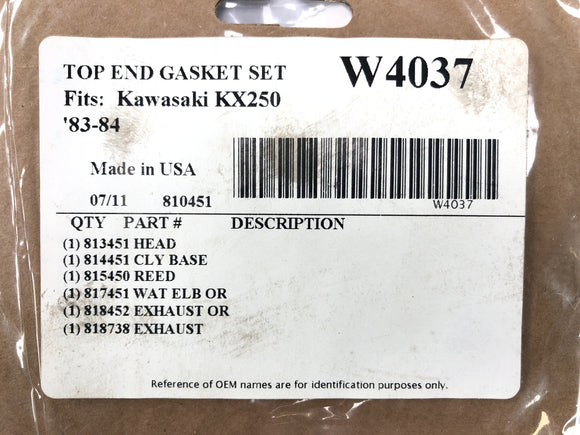 TOP END GASKET SET W4037
Fits: Kawasaki KX250
'83-84
Made in USA
07/11 810451
W4037
QTY PART # DESCRIPTION
(1) 813451 HEAD
(1) 814451 CLY BASE
(1) 815450 REED
(1) 817451 WAT ELB OR
(1) 818452 EXHAUST OR
(1) 818738 EXHAUST
Reference of OEM names are for identification purposes only.